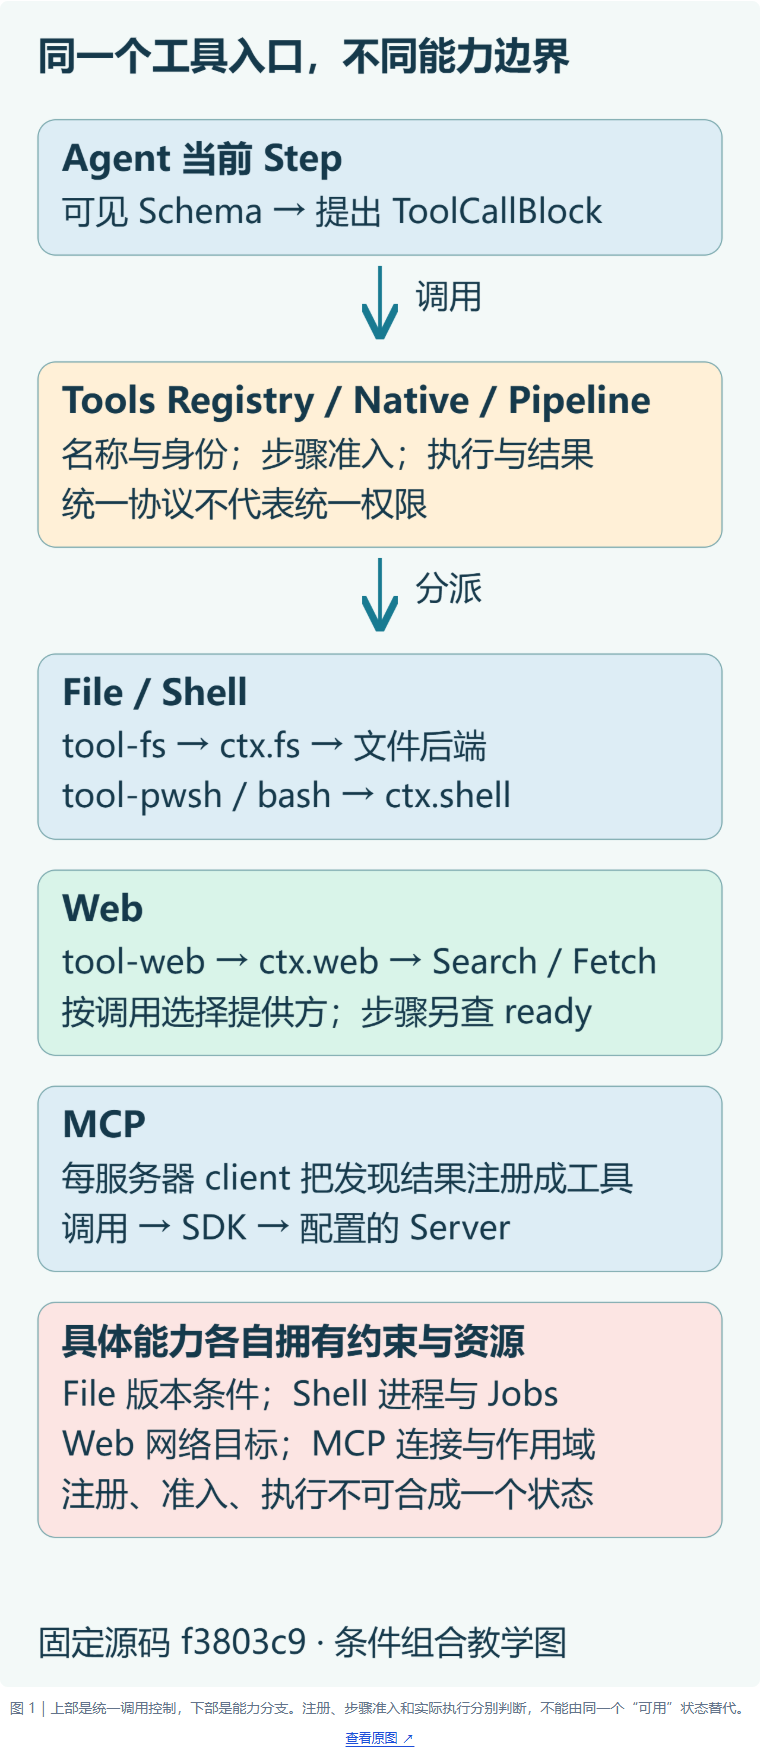 同一个工具入口，不同能力边界
Agent 当前 Step
可见 Schema → 提出 ToolCallBlock
调用
Tools Registry / Native / Pipeline
名称与身份；步骤准入；执行与结果
统一协议不代表统一权限
分派
File / Shell
tool-fs → ctx.fs → 文件后端
tool-pwsh / bash → ctx.shell
Web
tool-web → ctx.web → Search / Fetch
按调用选择提供方；步骤另查 ready
MCP
每服务器 client 把发现结果注册成工具
调用 → SDK → 配置的 Server
具体能力各自拥有约束与资源
File 版本条件；Shell 进程与 Jobs
Web 网络目标；MCP 连接与作用域
注册、准入、执行不可合成一个状态
固定源码 f3803c9 · 条件组合教学图
图 1 | 上部是统一调用控制，下部是能力分支。注册、步骤准入和实际执行分别判断，不能由同一个“可用”状态替代。
查看原图 ↗